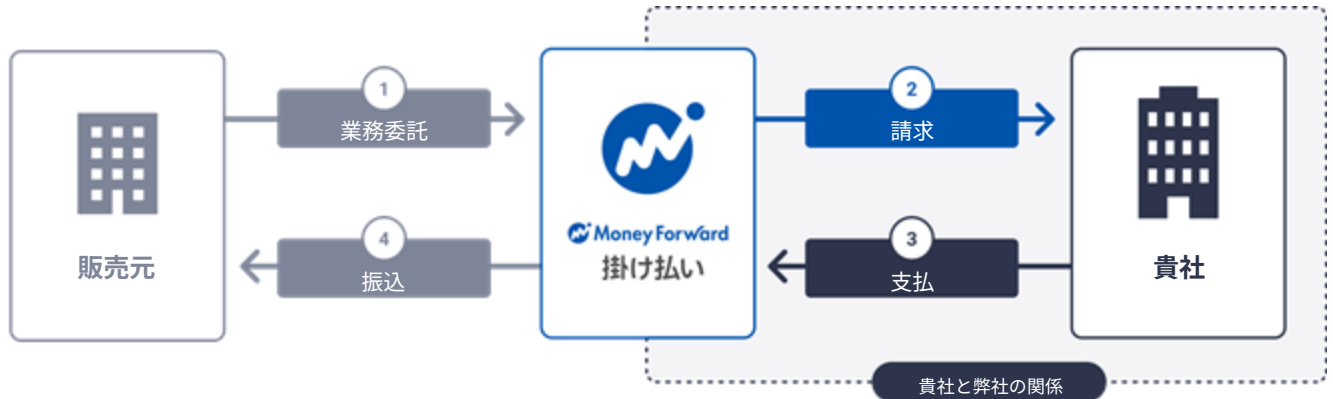 1
業務委託
2
請求
販売元
Money Forward
掛け払い
貴社
4
振込
3
支払
貴社と弊社の関係